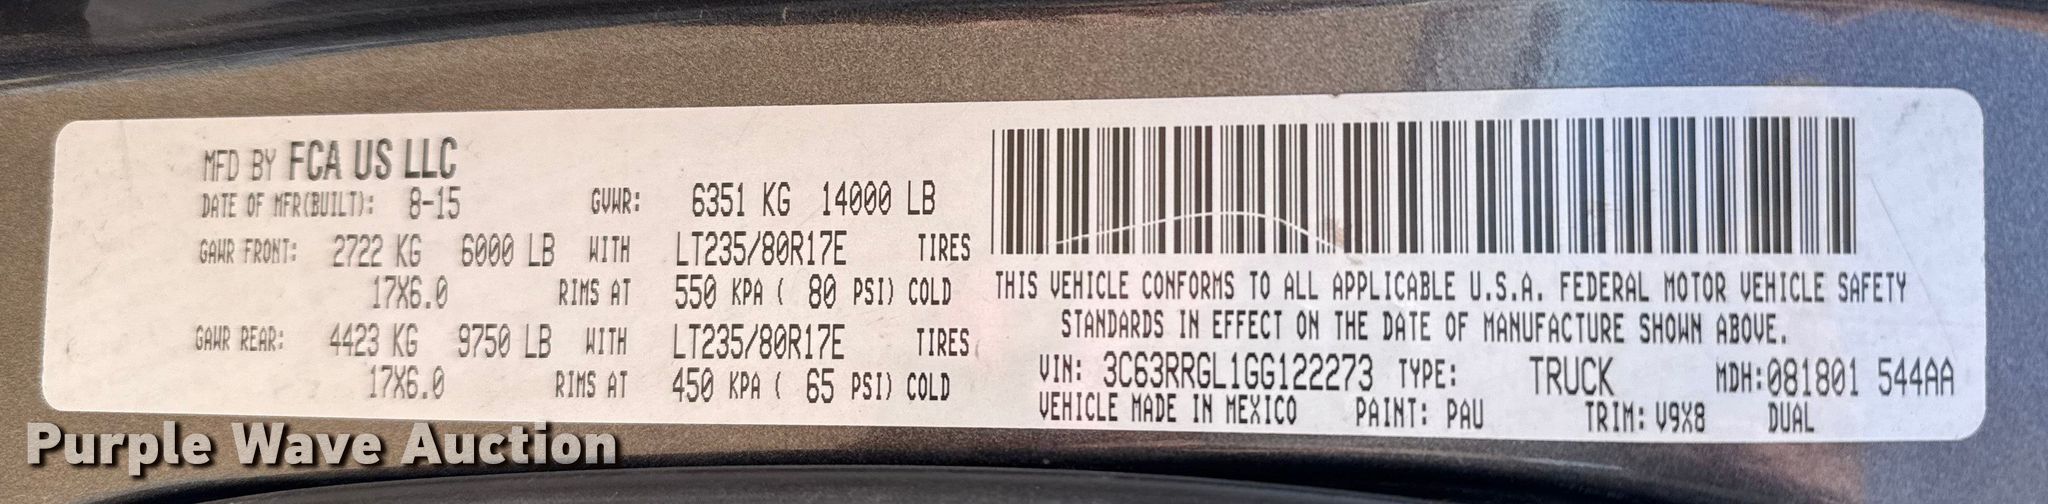 MFD BY FCA US LLC
DATE OF MFR(BUILT): 8-15 GVWR: 6351 KG 14000 LB
GAWR FRONT: 2722 KG 6000 LB WITH LT235/80R17E TIRES
17X6.0 RIMS AT 550 KPA ( 80 PSI) COLD
GAWR REAR: 4423 KG 9750 LB WITH LT235/80R17E TIRES
17X6.0 RIMS AT 450 KPA ( 65 PSI) COLD
THIS VEHICLE CONFORMS TO ALL APPLICABLE U.S.A. FEDERAL MOTOR VEHICLE SAFETY
STANDARDS IN EFFECT ON THE DATE OF MANUFACTURE SHOWN ABOVE.
VIN: 3C63RRGL1GG122273 TYPE: TRUCK MDH:081801 544AA
VEHICLE MADE IN MEXICO PAINT: PAU TRIM: V9X8 DUAL
Purple Wave Auction